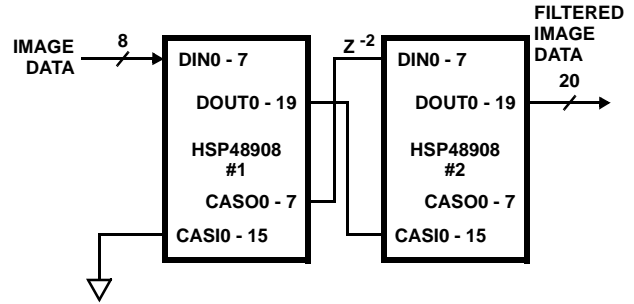 IMAGE
DATA
8
DIN0 - 7
DOUT0 - 19
HSP48908
#1
CASO0 - 7
CASI0 - 15
Z -2
DIN0 - 7
DOUT0 - 19
HSP48908
#2
CASO0 - 7
CASI0 - 15
FILTERED
IMAGE
DATA
20